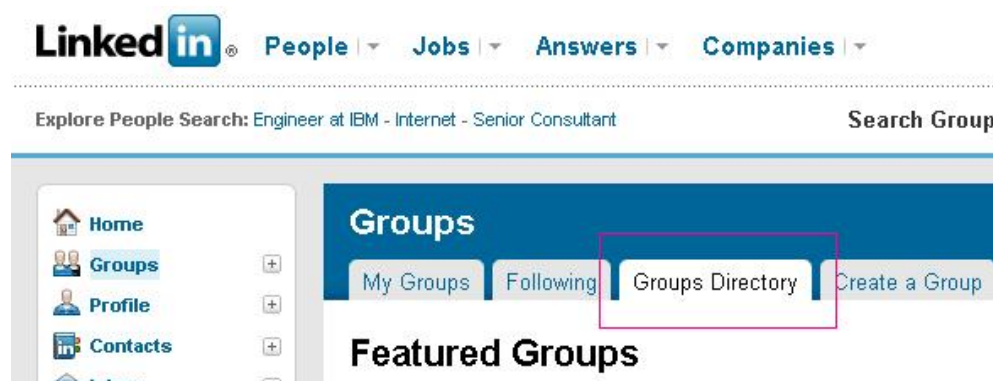 Linked in ® People Jobs Answers Companies
Explore People Search: Engineer at IBM - Internet - Senior Consultant Search Group
Home
Groups
Profile
Contacts
Groups
My Groups Following Groups Directory Create a Group
Featured Groups